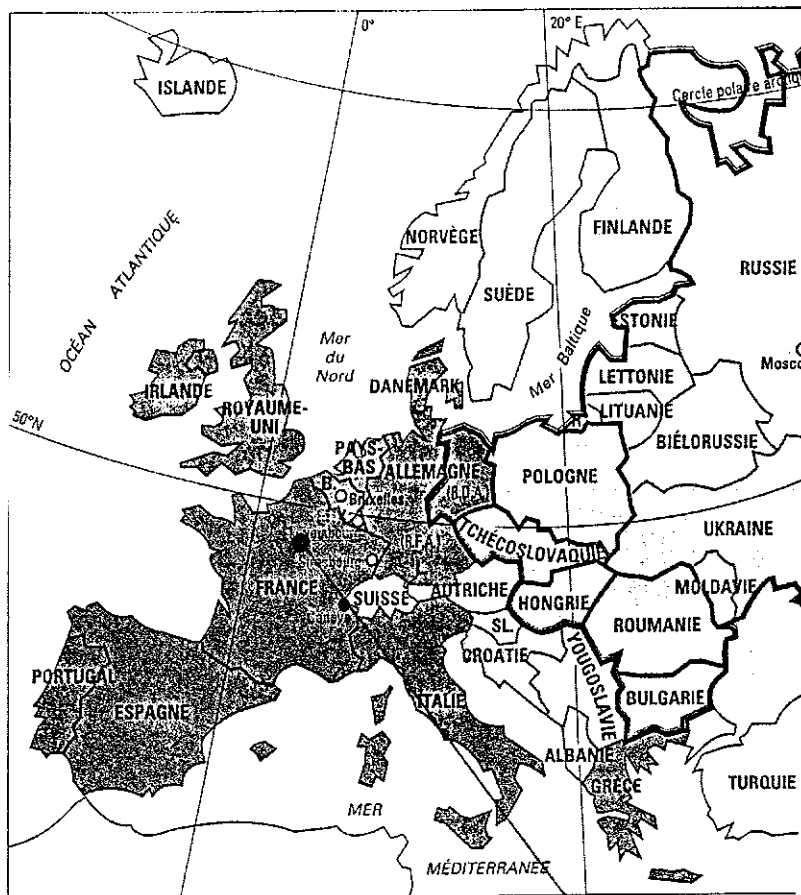 0°
20° E
ISLANDE
Cercle polaire arctiq
NORVÈGE
FINLANDE
SUÈDE
RUSSIE
OCÉAN ATLANTIQUE
Mer
du
Nord
Mer Baltique
ESTONIE
Mosco
LETTONIE
DANEMARK
IRLANDE
ROYAUME-
UNI
LITUANIE
R
50°N
BIÉLORUSSIE
PAYS-
BAS
ALLEMAGNE
POLOGNE
B.
Bruxelles
(R.D.A.)
L
(R.F.A.)
TCHÉCOSLOVAQUIE
UKRAINE
FRANCE
SUISSE
AUTRICHE
HONGRIE
MOLDAVIE
ROUMANIE
SL.
CROATIE
YOUGOSLAVIE
PORTUGAL
ESPAGNE
ITALIE
BULGARIE
ALBANIE
GRÈCE
TURQUIE
MER
MÉDITERRANÉE